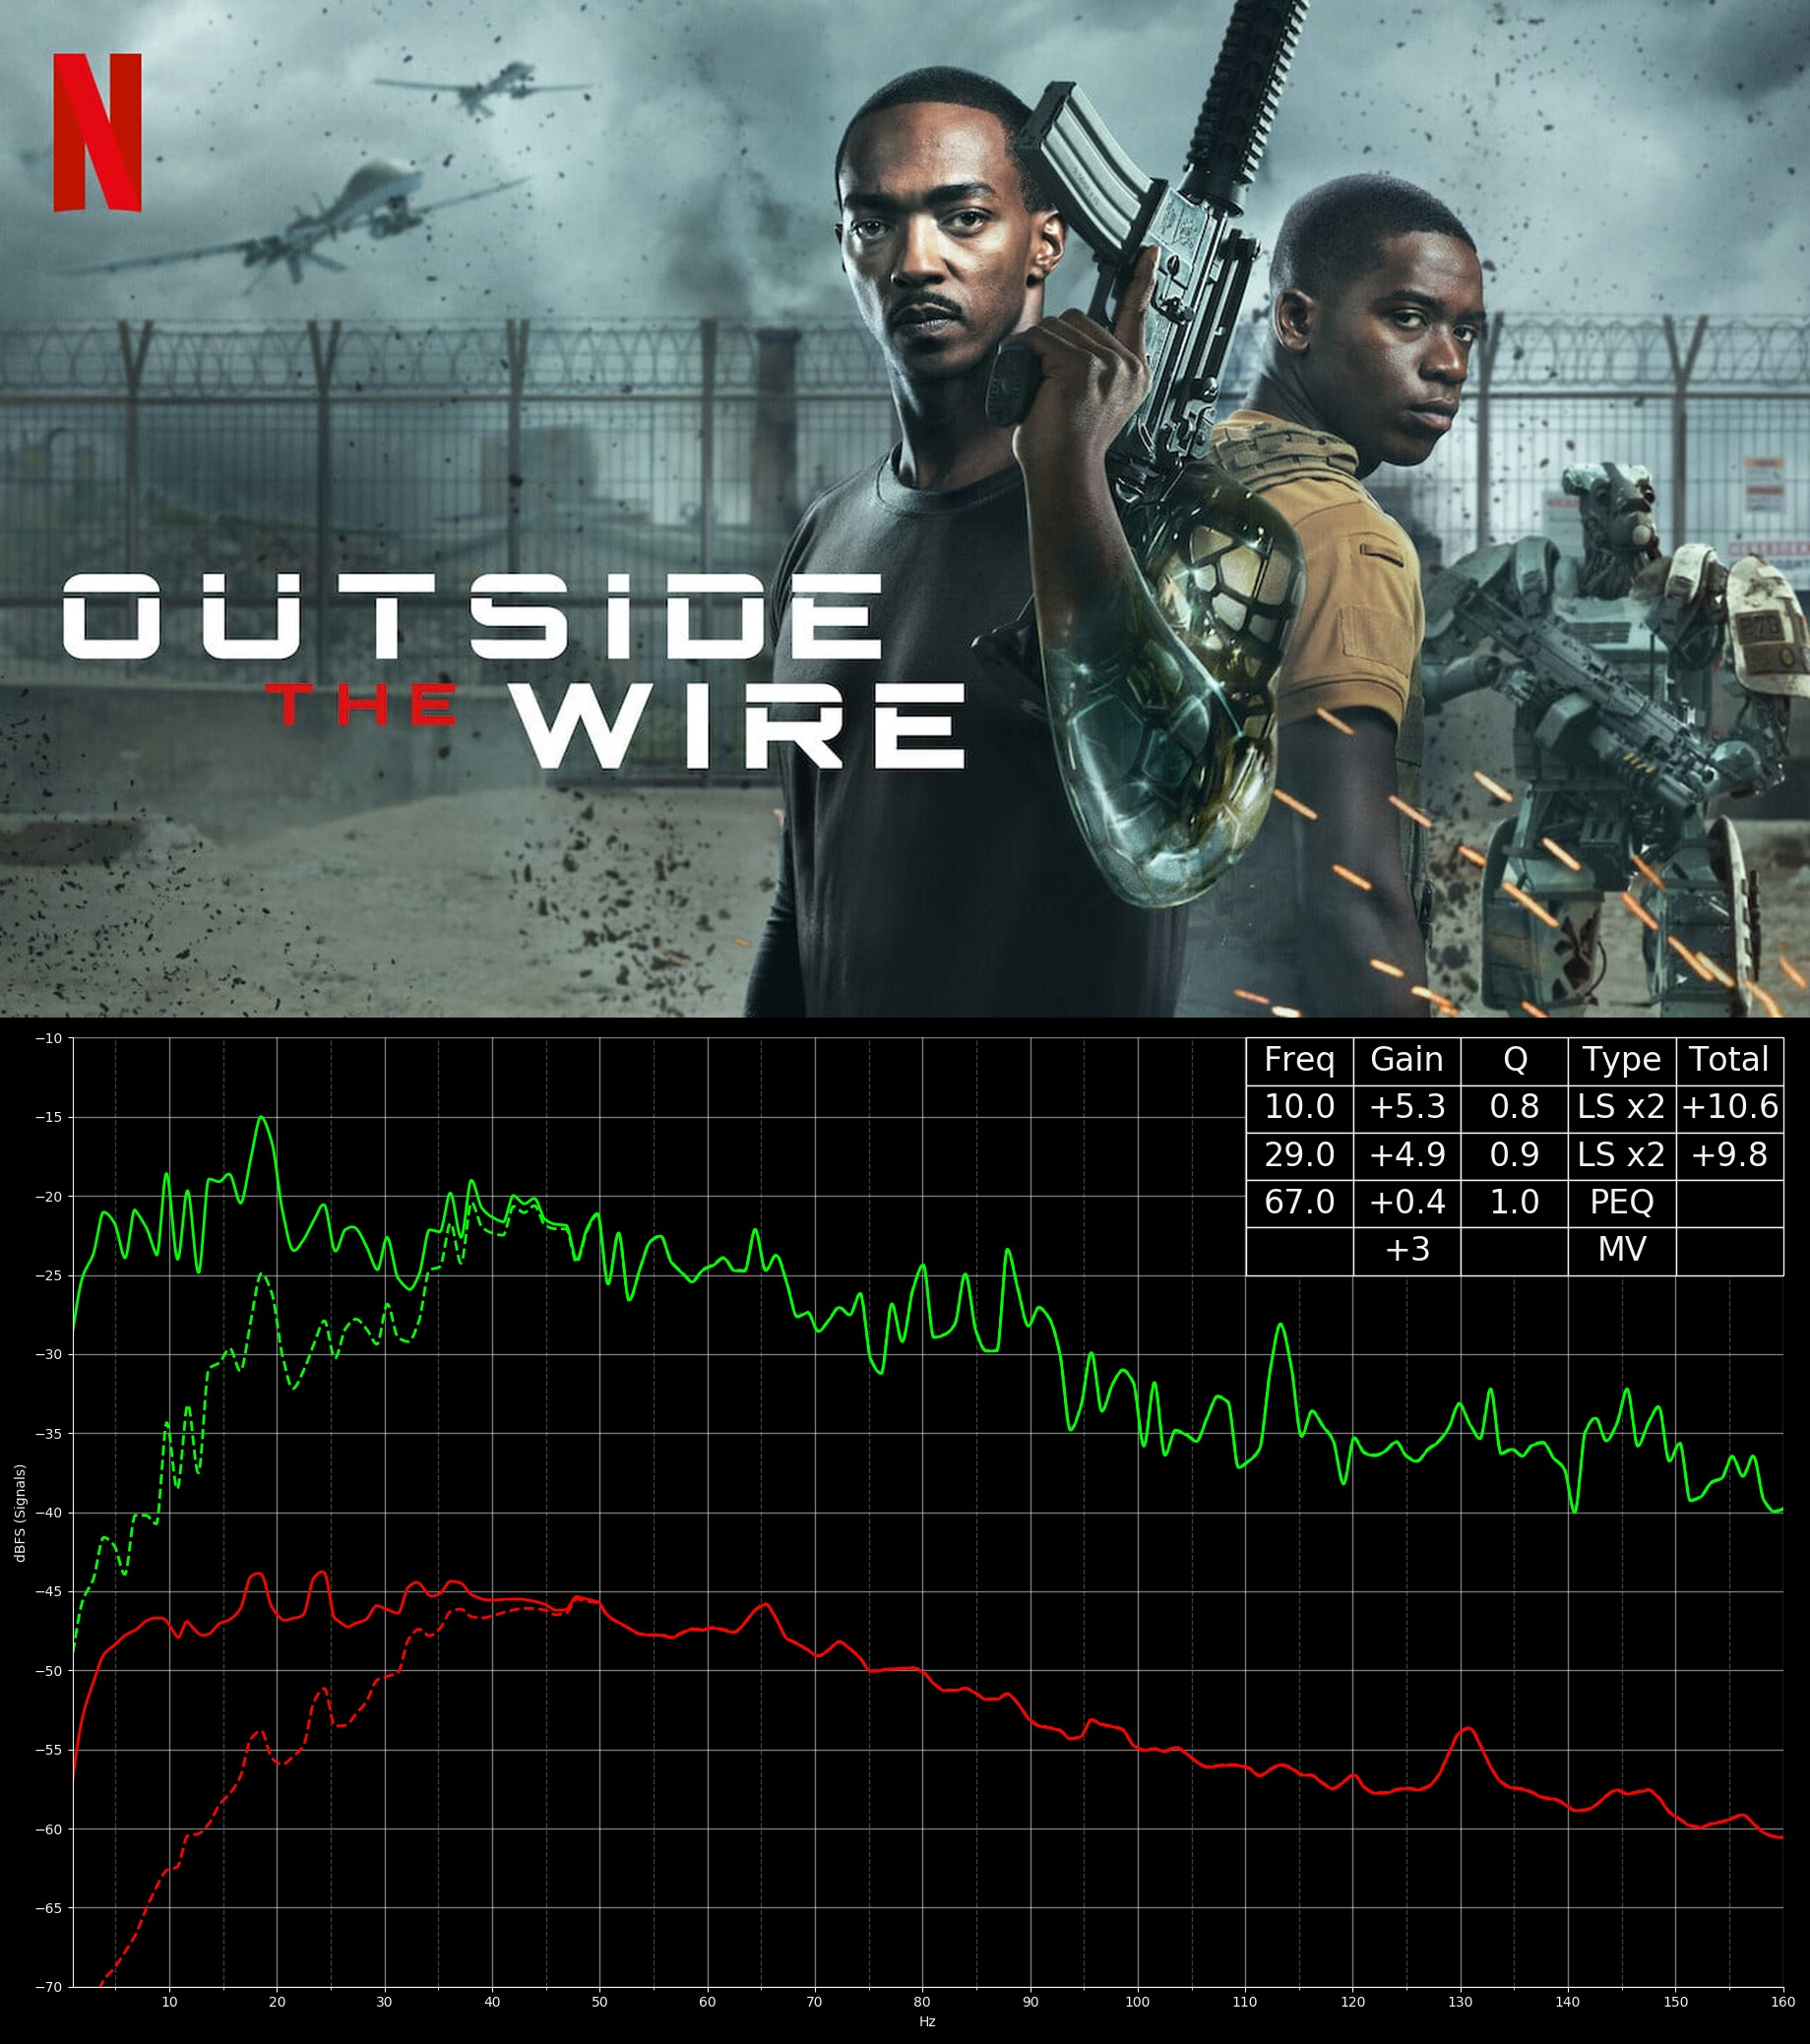 N
OUTSIDE
THE WIRE
Freq Gain Q Type Total
10.0 +5.3 0.8 LS x2 +10.6
29.0 +4.9 0.9 LS x2 +9.8
67.0 +0.4 1.0 PEQ
+3 MV
−10
−15
−20
−25
−30
−35
−40
−45
−50
−55
−60
−65
−70
dBFS (Signals)
10 20 30 40 50 60 70 80 90 100 110 120 130 140 150 160
Hz